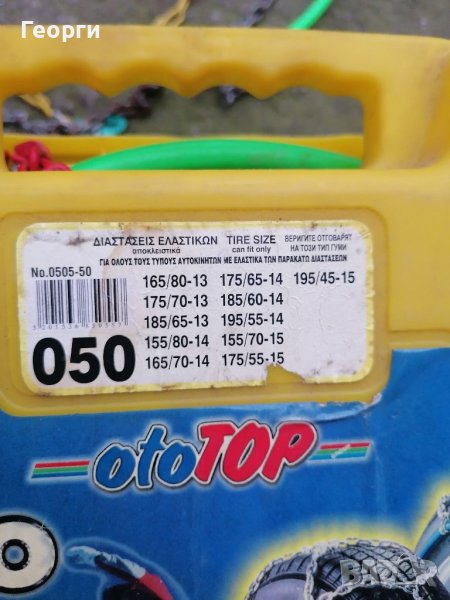 Георги
ΔΙΑΣΤΑΣΕΙΣ ΕΛΑΣΤΙΚΩΝ TIRE SIZE ВЕРИГИТЕ ОТГОВАРЯТ
αποκλειστικά can fit only НА ТОЗИ ТИП ГУМИ
ΓΙΑ ΟΛΟΥΣ ΤΟΥΣ ΤΥΠΟΥΣ ΑΥΤΟΚΙΝΗΤΩΝ ΜΕ ΕΛΑΣΤΙΚΑ ΤΩΝ ΠΑΡΑΚΑΤΩ ΔΙΑΣΤΑΣΕΩΝ
No.0505-50
165/80-13 175/65-14 195/45-15
175/70-13 185/60-14
185/65-13 195/55-14
155/80-14 155/70-15
165/70-14 175/55-15
050
otoTOP